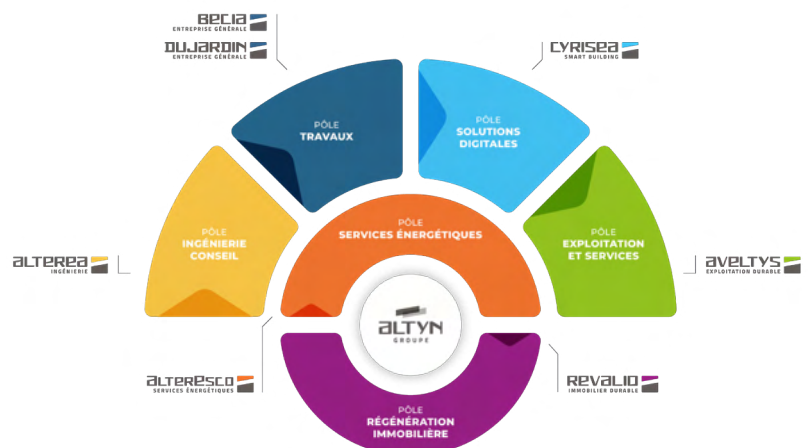 BECIA
ENTREPRISE GÉNÉRALE
DUJARDIN
ENTREPRISE GÉNÉRALE
CYRISEA
SMART BUILDING
PÔLE
TRAVAUX
PÔLE
SOLUTIONS
DIGITALES
PÔLE
INGÉNIERIE
CONSEIL
PÔLE
SERVICES ÉNERGÉTIQUES
PÔLE
EXPLOITATION
ET SERVICES
ALTEREA
INGÉNIERIE
AVELTYS
EXPLOITATION DURABLE
ALTYN
GROUPE
ALTERESCO
SERVICES ÉNERGÉTIQUES
REVALIO
IMMOBILIER DURABLE
PÔLE
RÉGÉNÉRATION
IMMOBILIÈRE